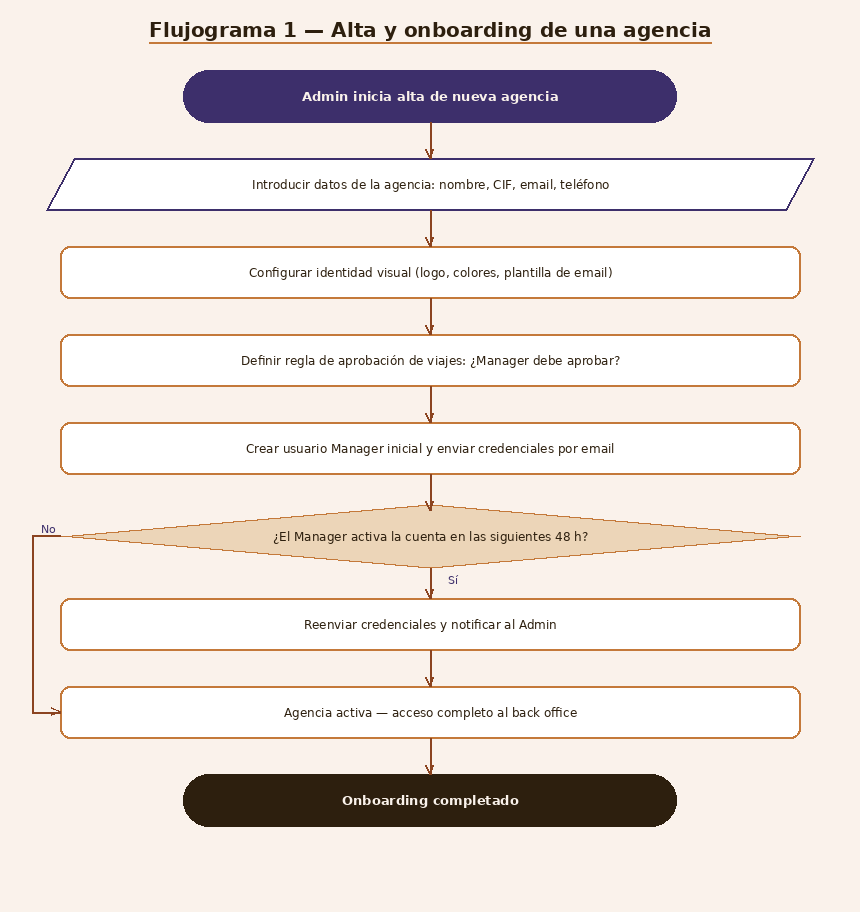 Flujograma 1 — Alta y onboarding de una agencia
Admin inicia alta de nueva agencia
Introducir datos de la agencia: nombre, CIF, email, teléfono
Configurar identidad visual (logo, colores, plantilla de email)
Definir regla de aprobación de viajes: ¿Manager debe aprobar?
Crear usuario Manager inicial y enviar credenciales por email
No
¿El Manager activa la cuenta en las siguientes 48 h?
Sí
Reenviar credenciales y notificar al Admin
Agencia activa — acceso completo al back office
Onboarding completado